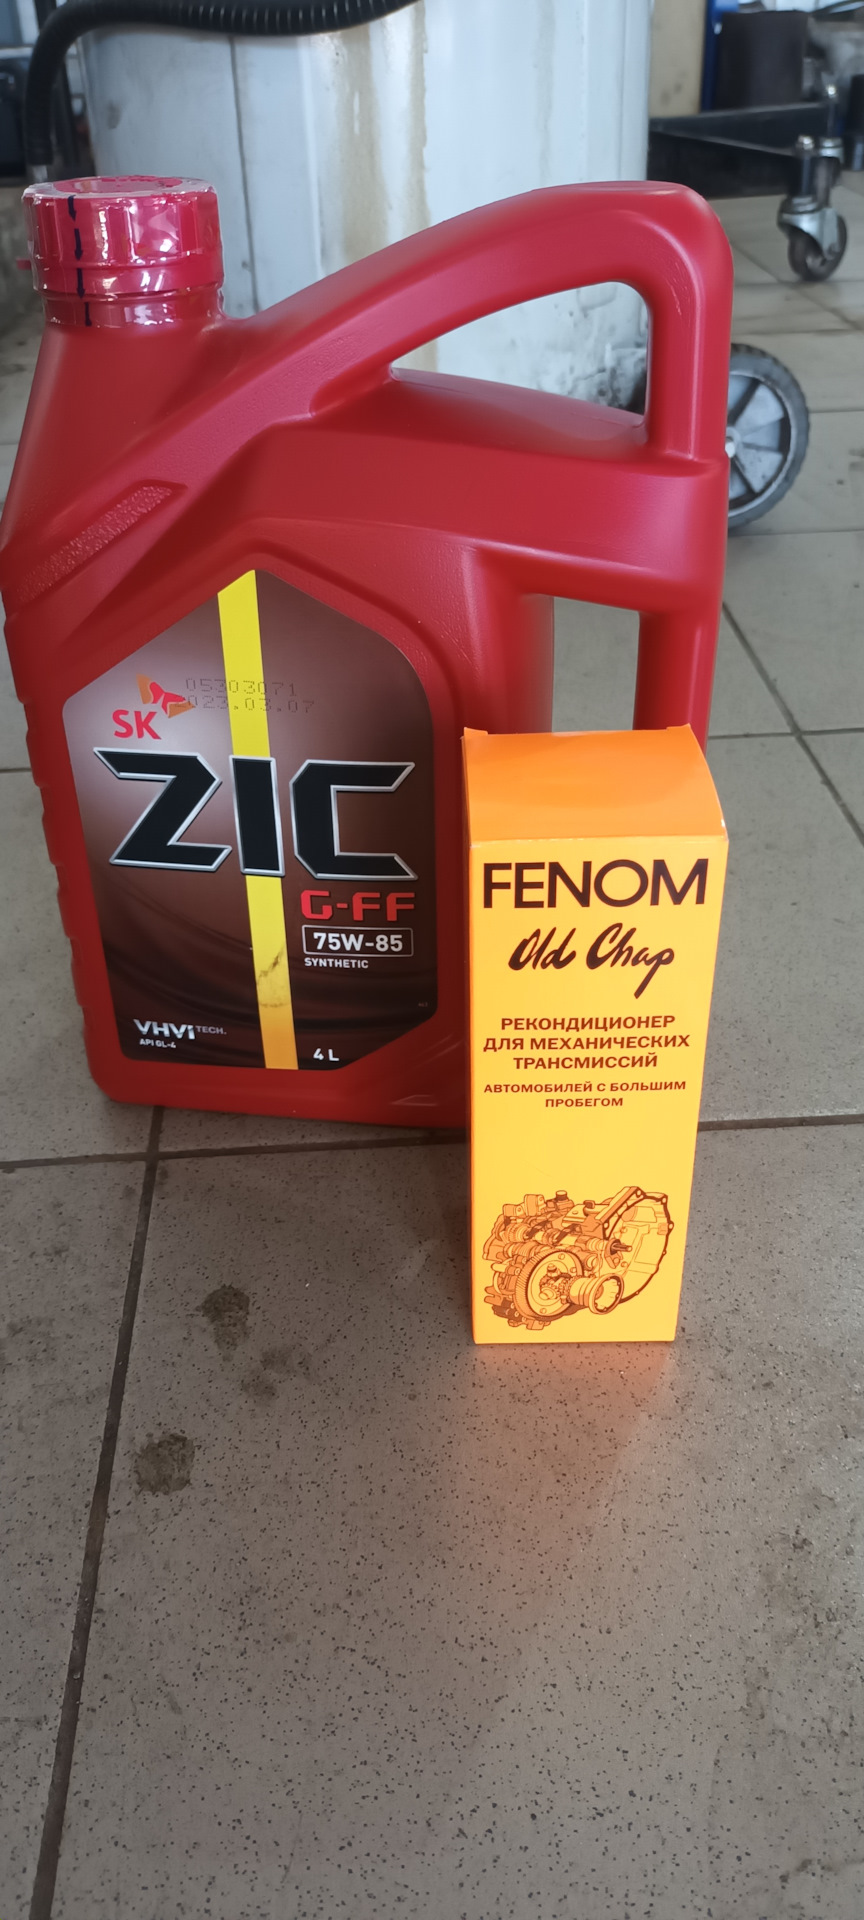 05303071
2023.03.07
SK
ZIC
G-FF
75W-85
SYNTHETIC
VHVI TECH.
API GL-4
4 L
FENOM
Old Chap
РЕКОНДИЦИОНЕР
ДЛЯ МЕХАНИЧЕСКИХ
ТРАНСМИССИЙ
АВТОМОБИЛЕЙ С БОЛЬШИМ
ПРОБЕГОМ